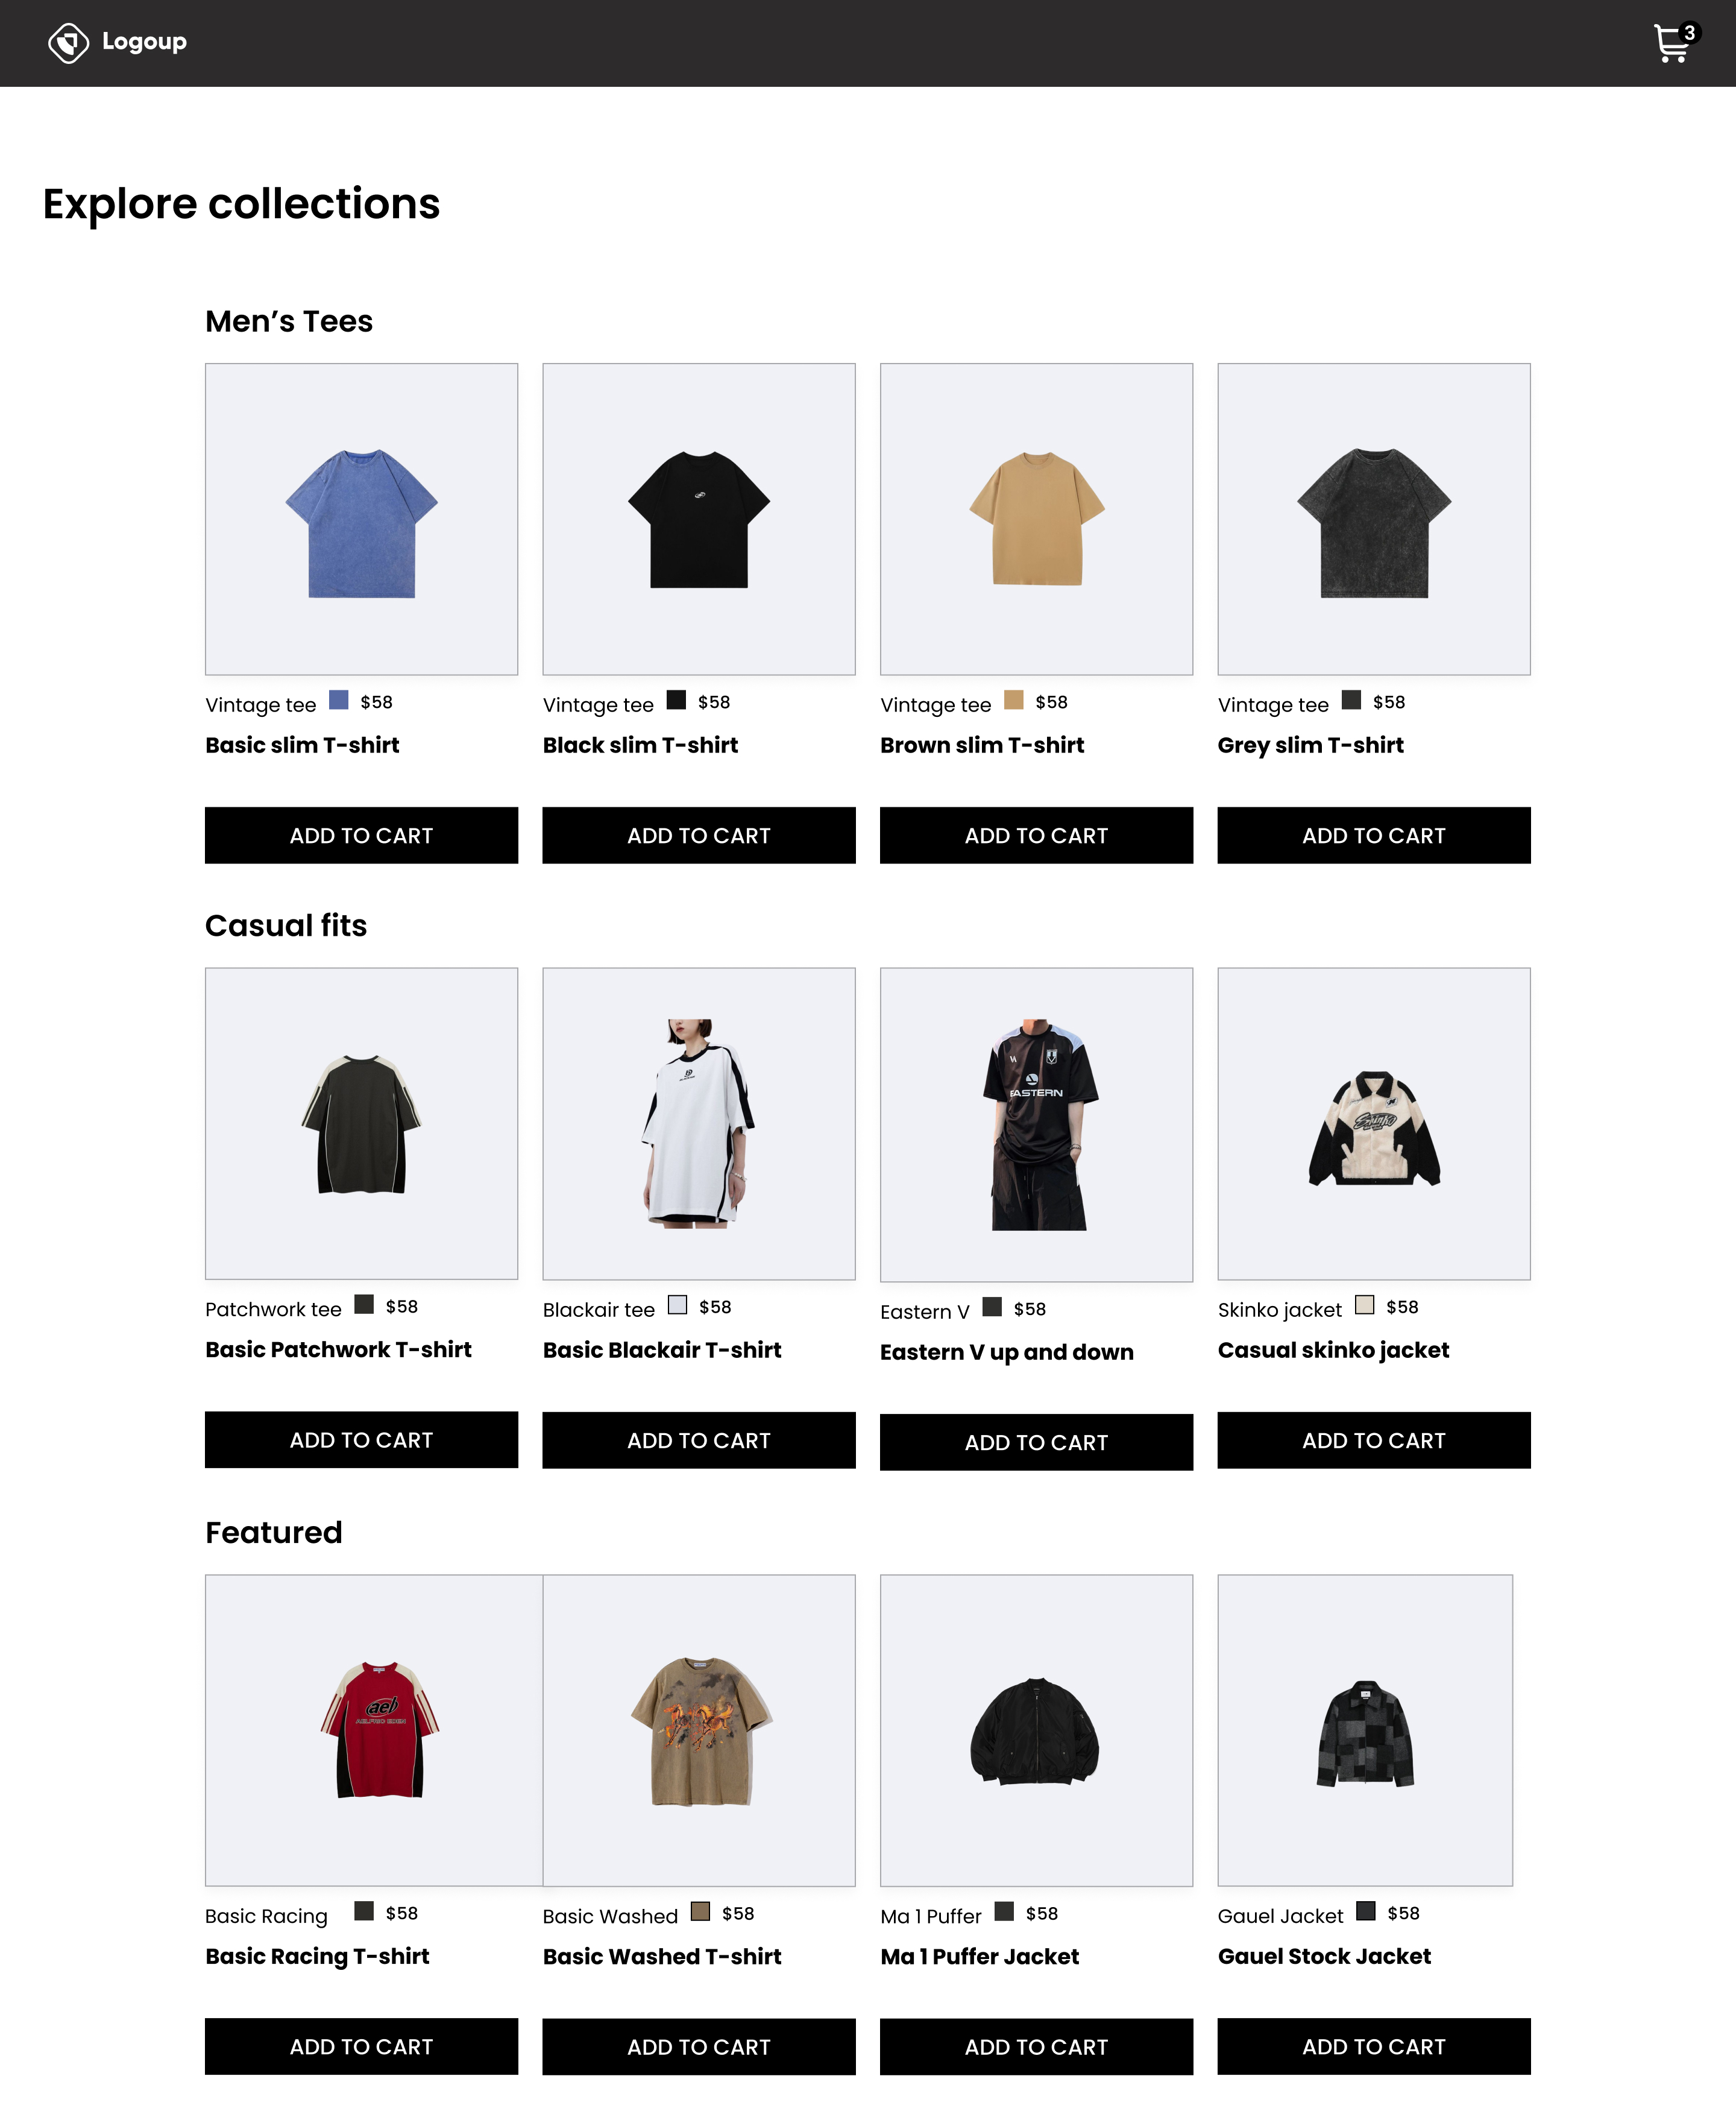 Logoup
3
Explore collections
Men’s Tees
Vintage tee $58
Basic slim T-shirt
ADD TO CART
Vintage tee $58
Black slim T-shirt
ADD TO CART
Vintage tee $58
Brown slim T-shirt
ADD TO CART
Vintage tee $58
Grey slim T-shirt
ADD TO CART
Casual fits
Patchwork tee $58
Basic Patchwork T-shirt
ADD TO CART
Blackair tee $58
Basic Blackair T-shirt
ADD TO CART
EASTERN
Eastern V $58
Eastern V up and down
ADD TO CART
Skinko jacket $58
Casual skinko jacket
ADD TO CART
Featured
aeb
AELFRIC EDEN
Basic Racing $58
Basic Racing T-shirt
ADD TO CART
Basic Washed $58
Basic Washed T-shirt
ADD TO CART
Ma 1 Puffer $58
Ma 1 Puffer Jacket
ADD TO CART
Gauel Jacket $58
Gauel Stock Jacket
ADD TO CART